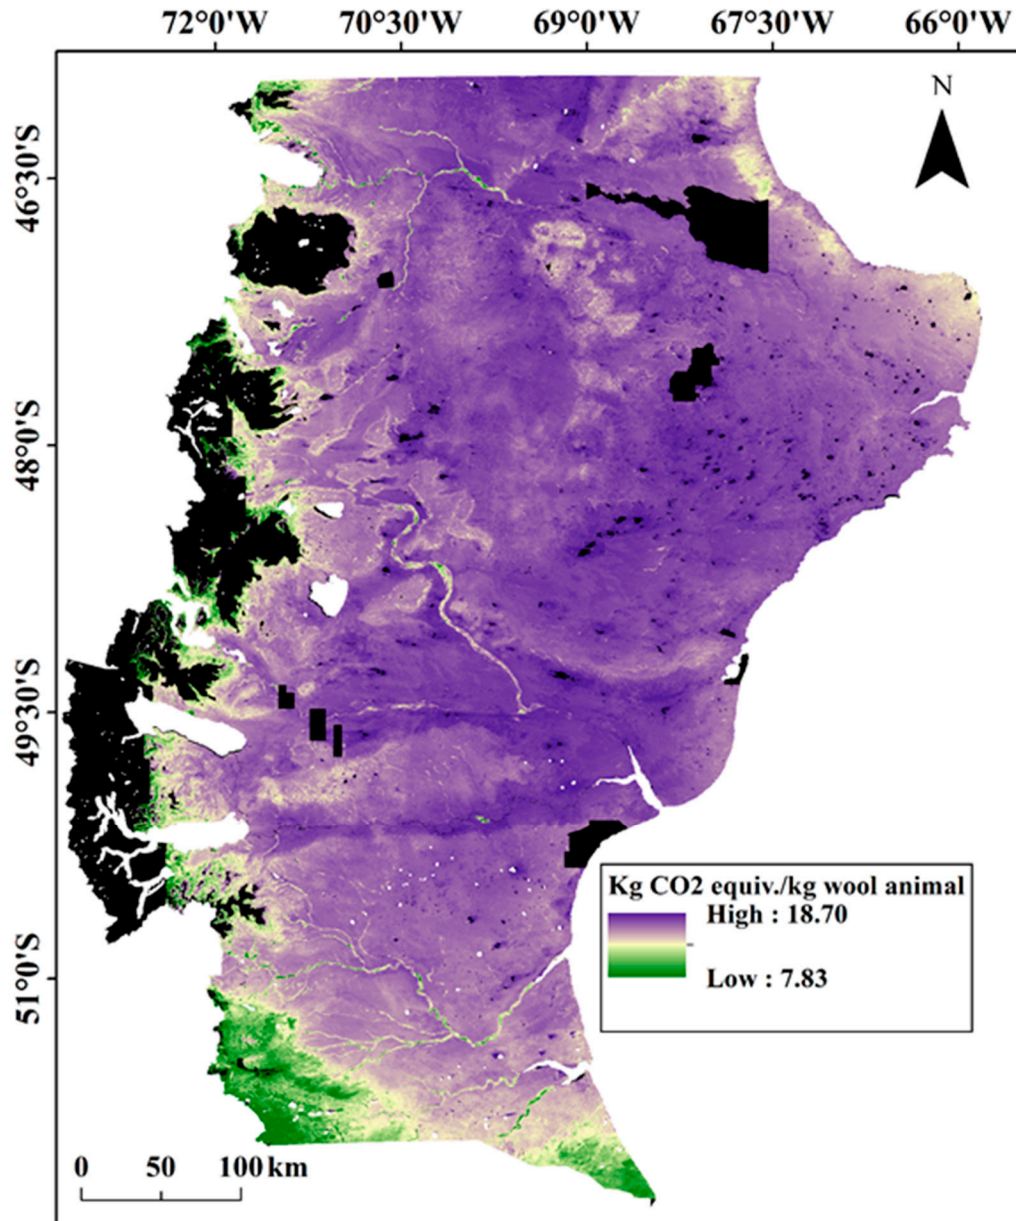 72°0'W 70°30'W 69°0'W 67°30'W 66°0'W
N
46°30'S
48°0'S
49°30'S
51°0'S
Kg CO2 equiv./kg wool animal
High : 18.70
Low : 7.83
0 50 100 km